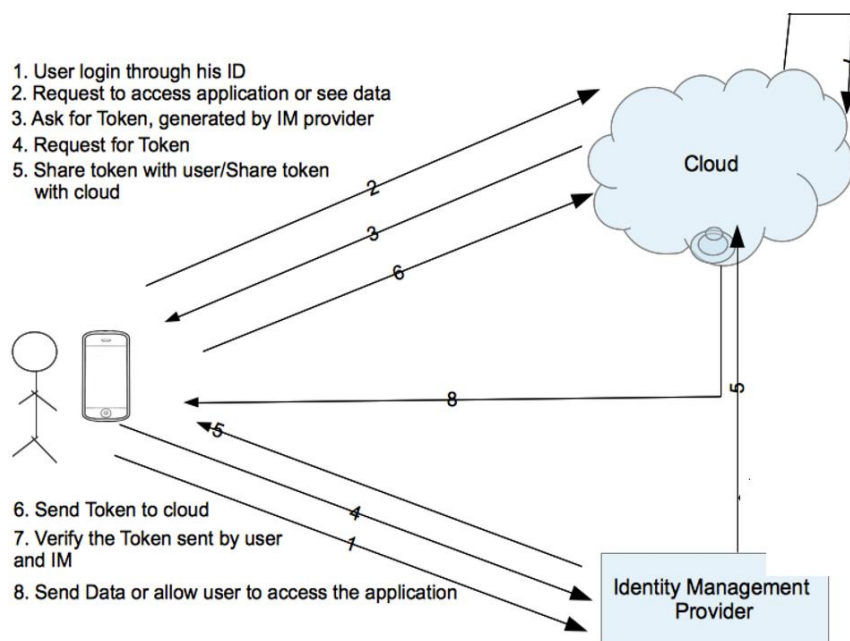 1. User login through his ID
2. Request to access application or see data
3. Ask for Token, generated by IM provider
4. Request for Token
5. Share token with user/Share token
with cloud
Cloud
2
3
6
8
5
5
4
1
6. Send Token to cloud
7. Verify the Token sent by user
and IM
8. Send Data or allow user to access the application
Identity Management
Provider